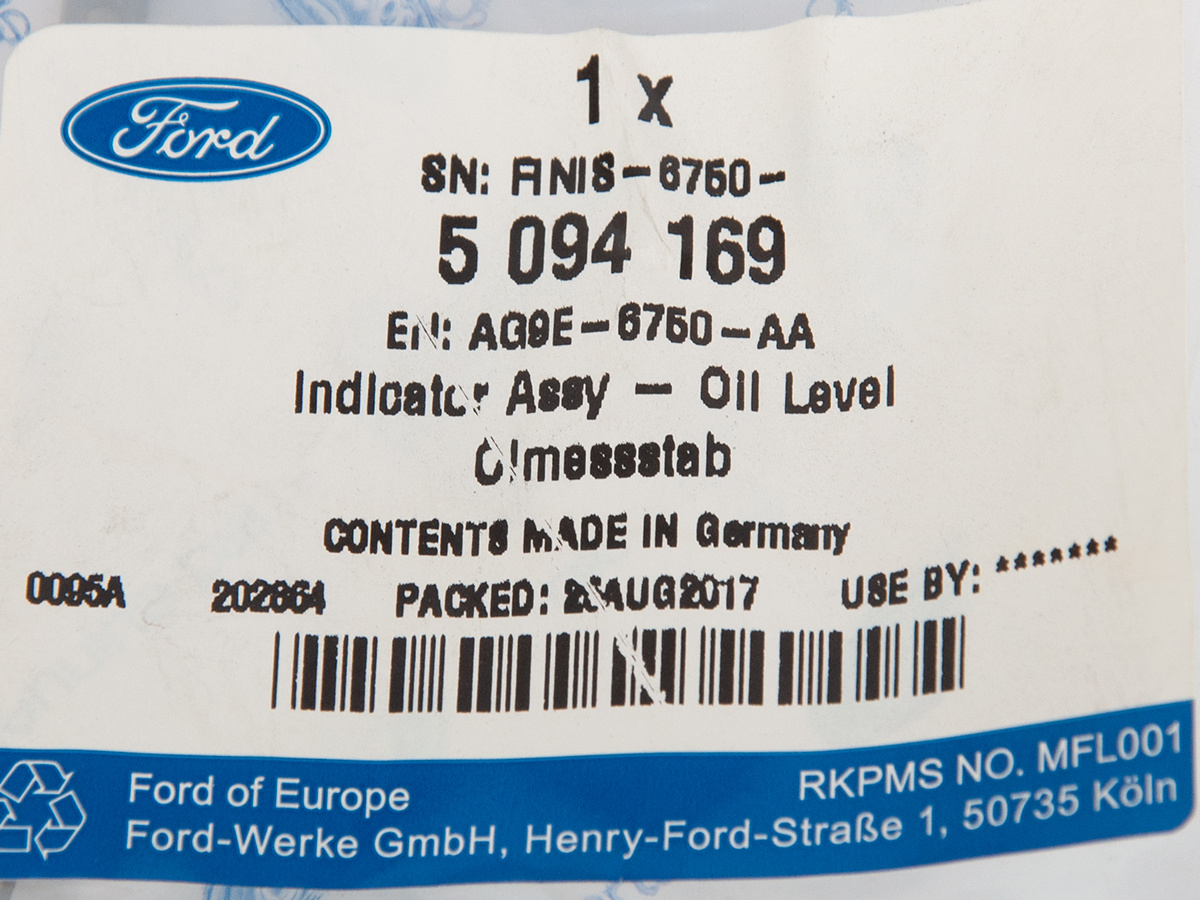 Ford
1 x
SN: FINIS-6750-
5 094 169
EN: AG9E-6750-AA
Indicator Assy - Oil Level
Ölmessstab
CONTENTS MADE IN Germany
0095A 202864 PACKED: AUG2017 USE BY: *******
Ford of Europe RKPMS NO. MFL001
Ford-Werke GmbH, Henry-Ford-Straße 1, 50735 Köln